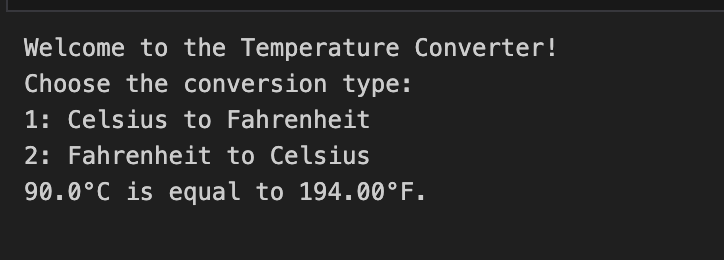 Welcome to the Temperature Converter!
Choose the conversion type:
1: Celsius to Fahrenheit
2: Fahrenheit to Celsius
90.0°C is equal to 194.00°F.